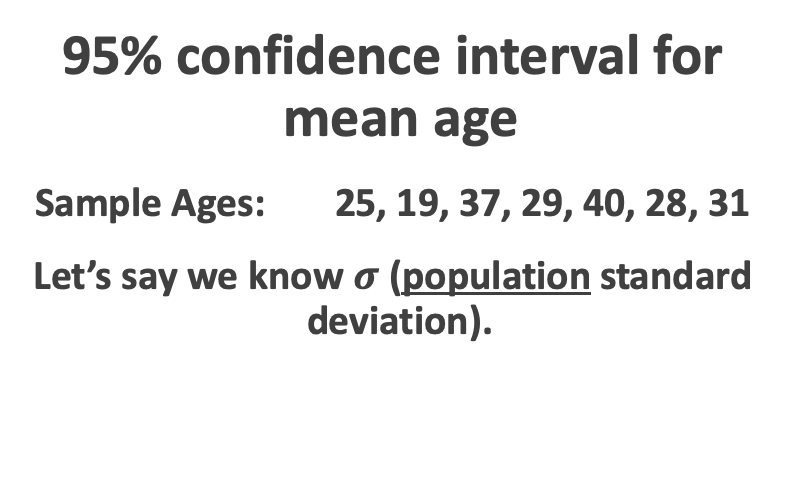 95% confidence interval for
mean age
Sample Ages: 25, 19, 37, 29, 40, 28, 31
Let’s say we know 𝝈 (population standard
deviation).